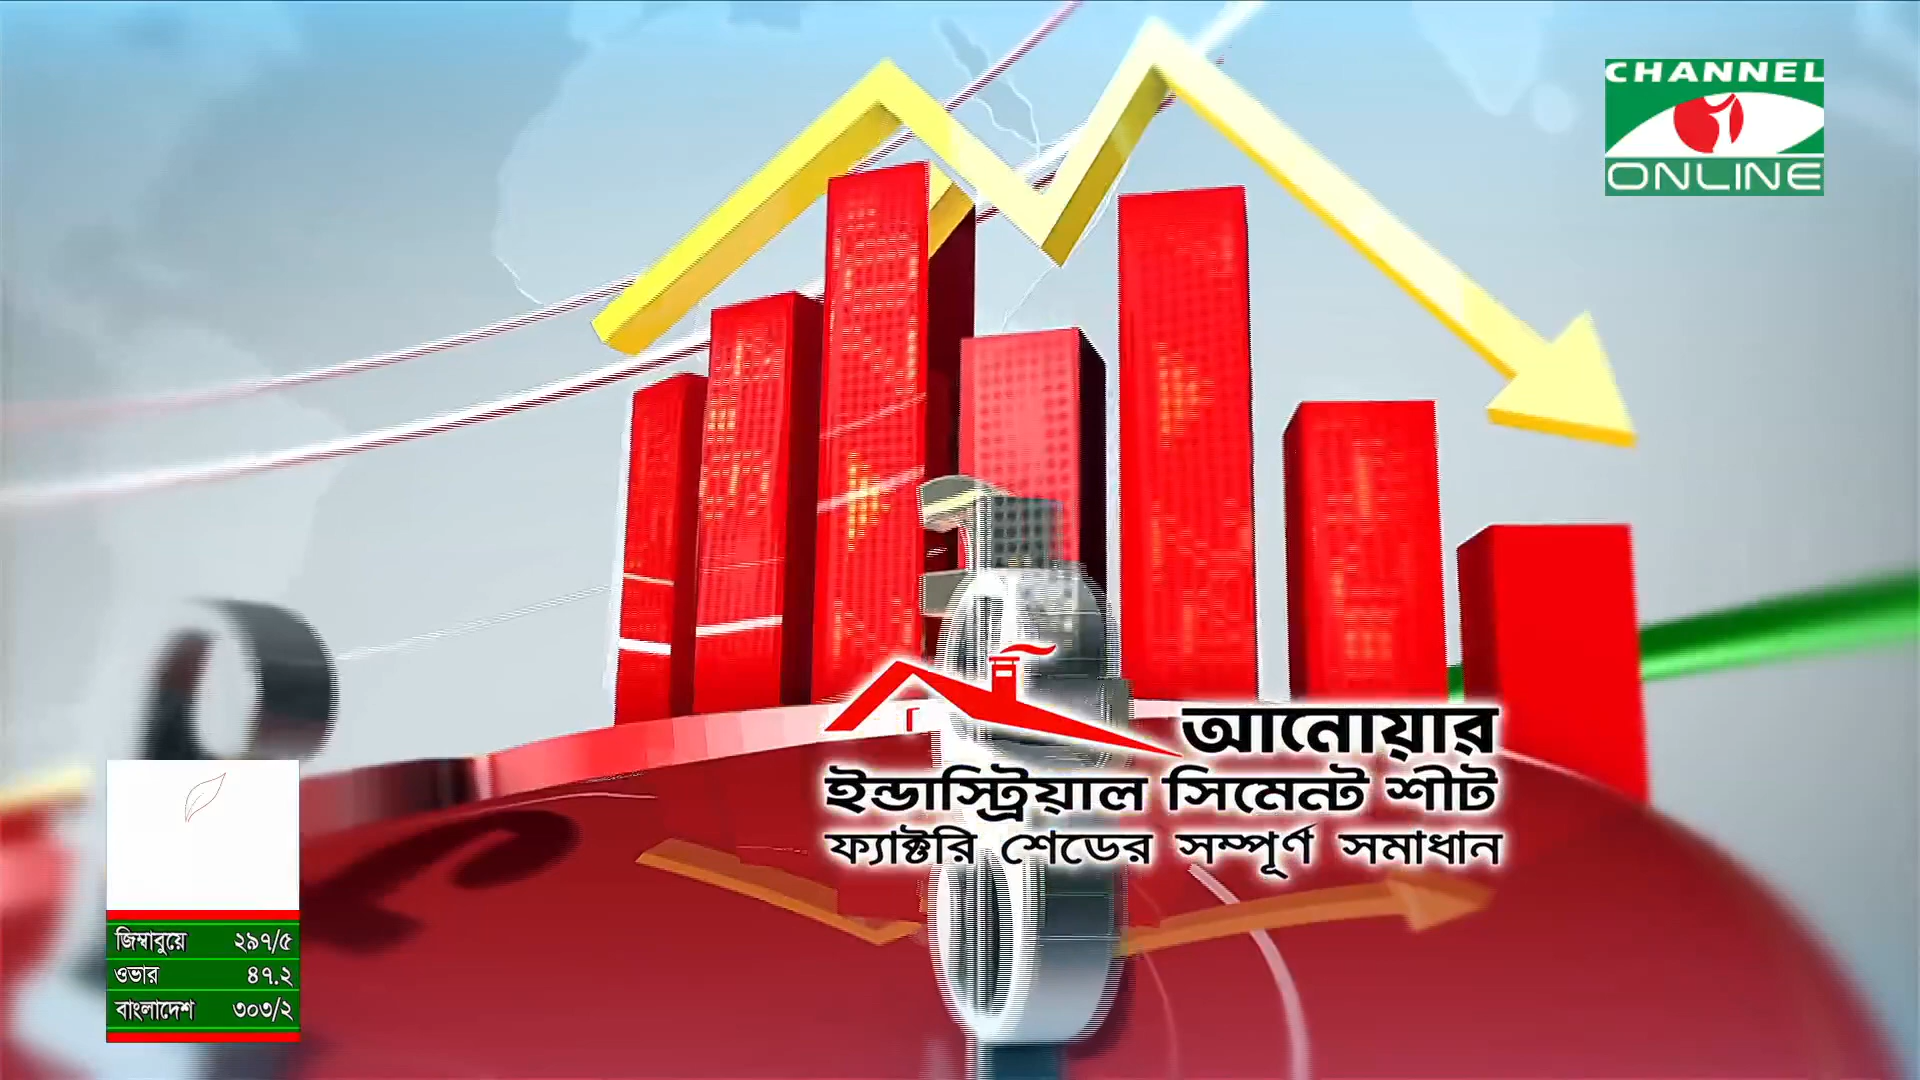 CHANNEL
ONLINE
আনোয়ার
ইন্ডাস্ট্রিয়াল সিমেন্ট শীট
ফ্যাক্টরি শেডের সম্পূর্ণ সমাধান
জিম্বাবুয়ে ২৯৭/৫
ওভার ৪৭.২
বাংলাদেশ ৩০৩/২